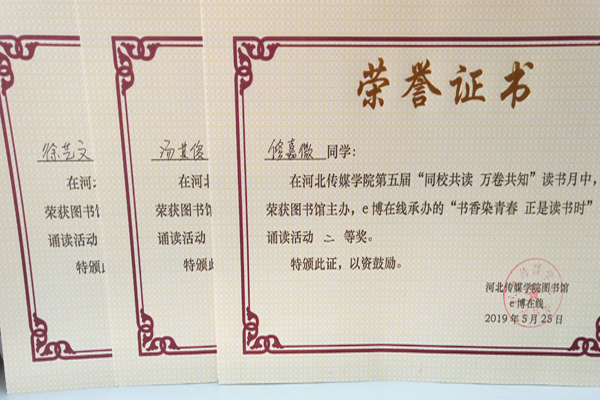 徐艺文
在河
荣获图书馆
诵读活动
特颁
在河
荣获图书馆
诵读活动
特颁此
荣誉证书
嘉 同学：
在河北传媒学院第五届“同校共读 万卷共知”读书月中，
荣获图书馆主办，e博在线承办的“书香染青春 正是读书时”
诵读活动 二 等奖。
特颁此证，以资鼓励。
河北传媒学院图书馆
e博在线
2019年5月25日